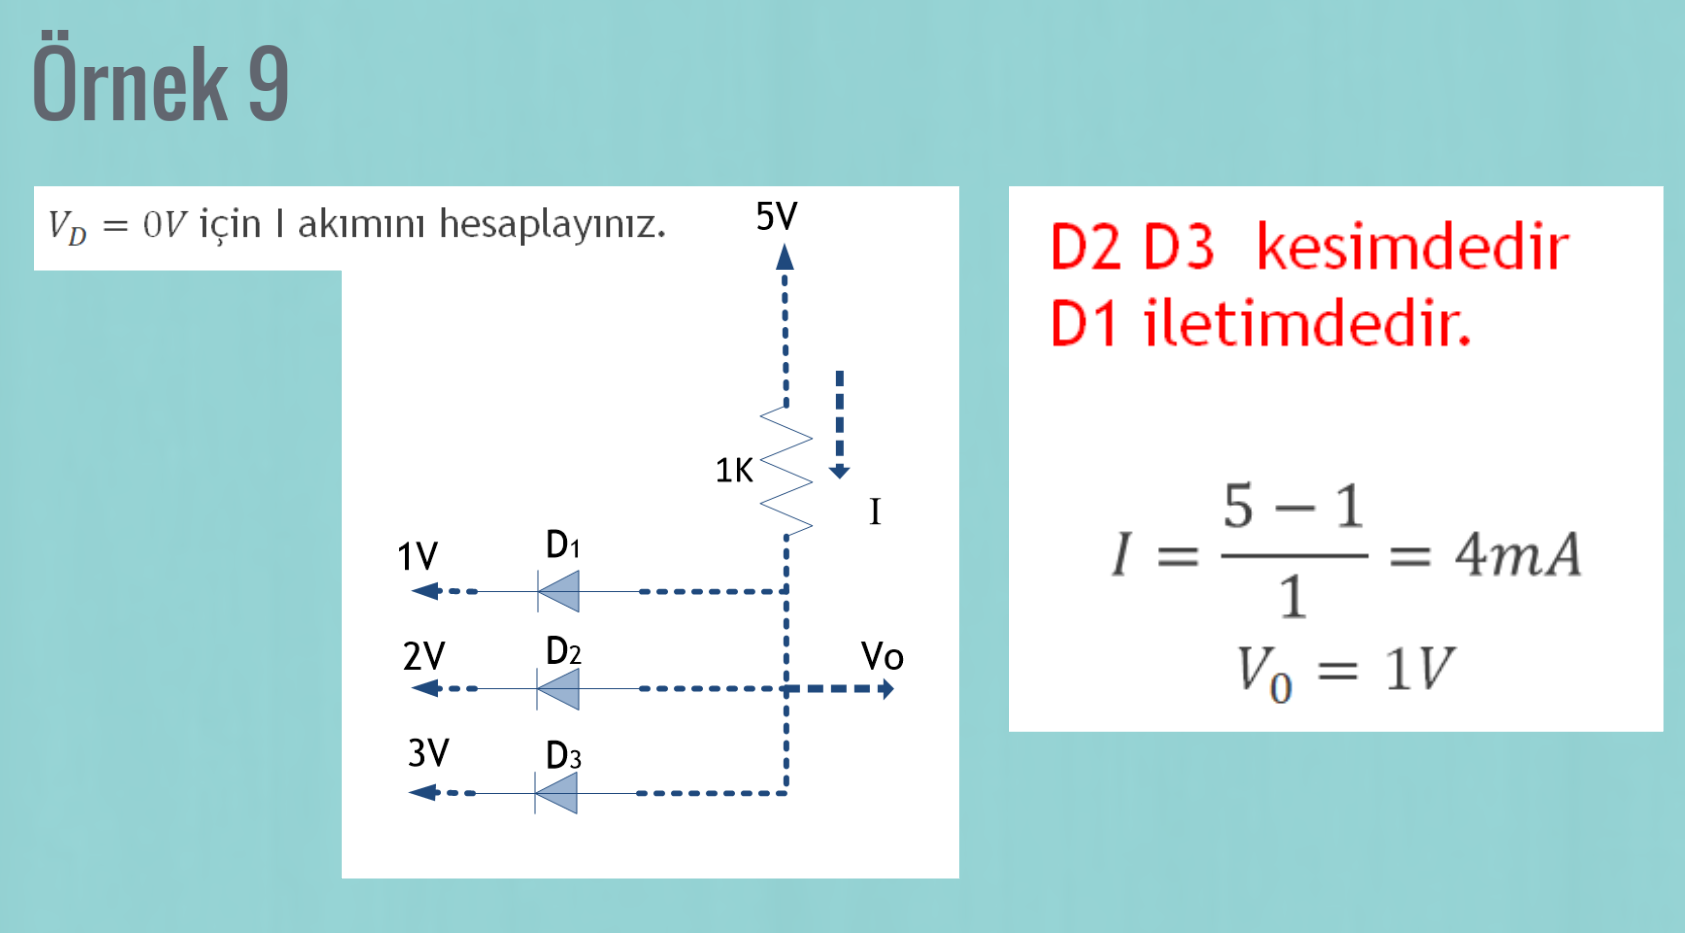 Örnek 9
V_D = 0V için I akımını hesaplayınız.
5V
1K
I
1V
D1
2V
D2
Vo
3V
D3
D2 D3 kesimdedir
D1 iletimdedir.
I = \frac{5 − 1}{1} = 4mA
V_0 = 1V